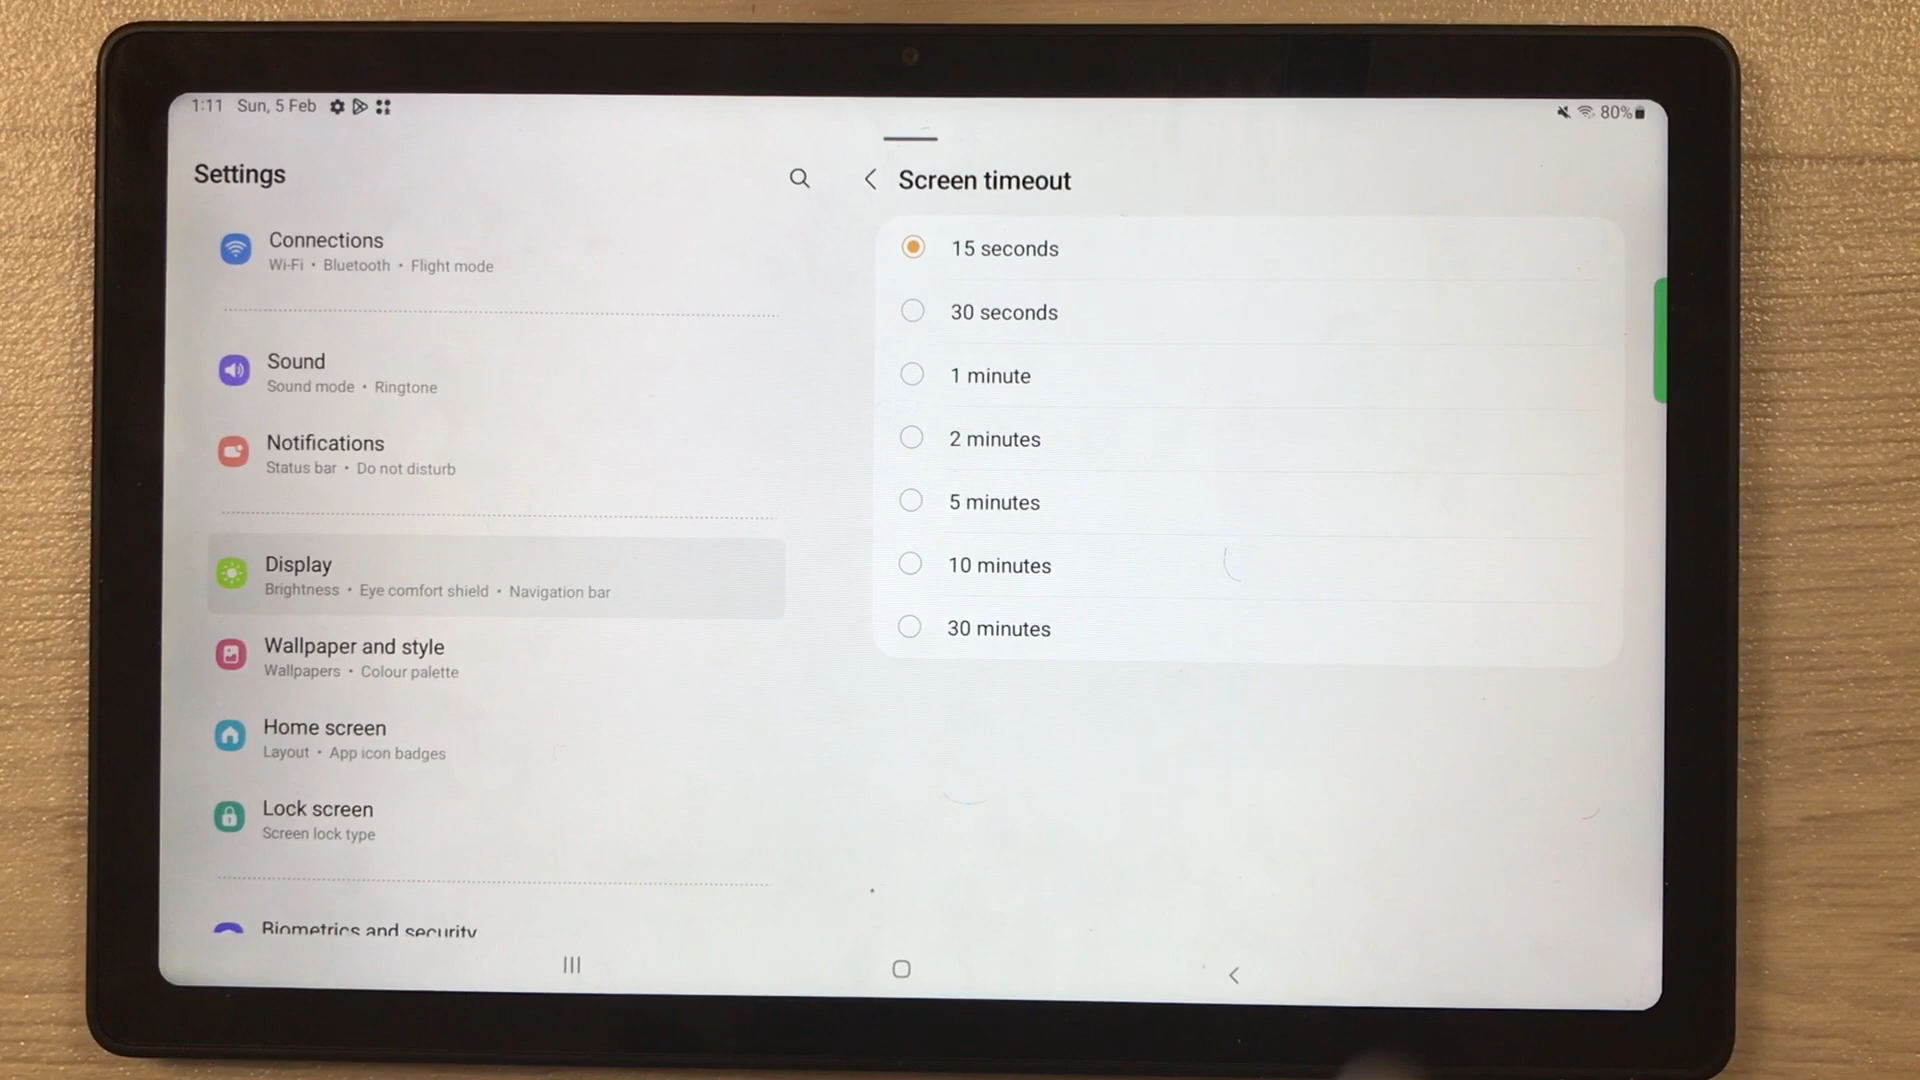 1:11 Sun, 5 Feb
80%
Settings
Connections
Wi-Fi • Bluetooth • Flight mode
Sound
Sound mode • Ringtone
Notifications
Status bar • Do not disturb
Display
Brightness • Eye comfort shield • Navigation bar
Wallpaper and style
Wallpapers • Colour palette
Home screen
Layout • App icon badges
Lock screen
Screen lock type
Biometrics and security
Screen timeout
15 seconds
30 seconds
1 minute
2 minutes
5 minutes
10 minutes
30 minutes